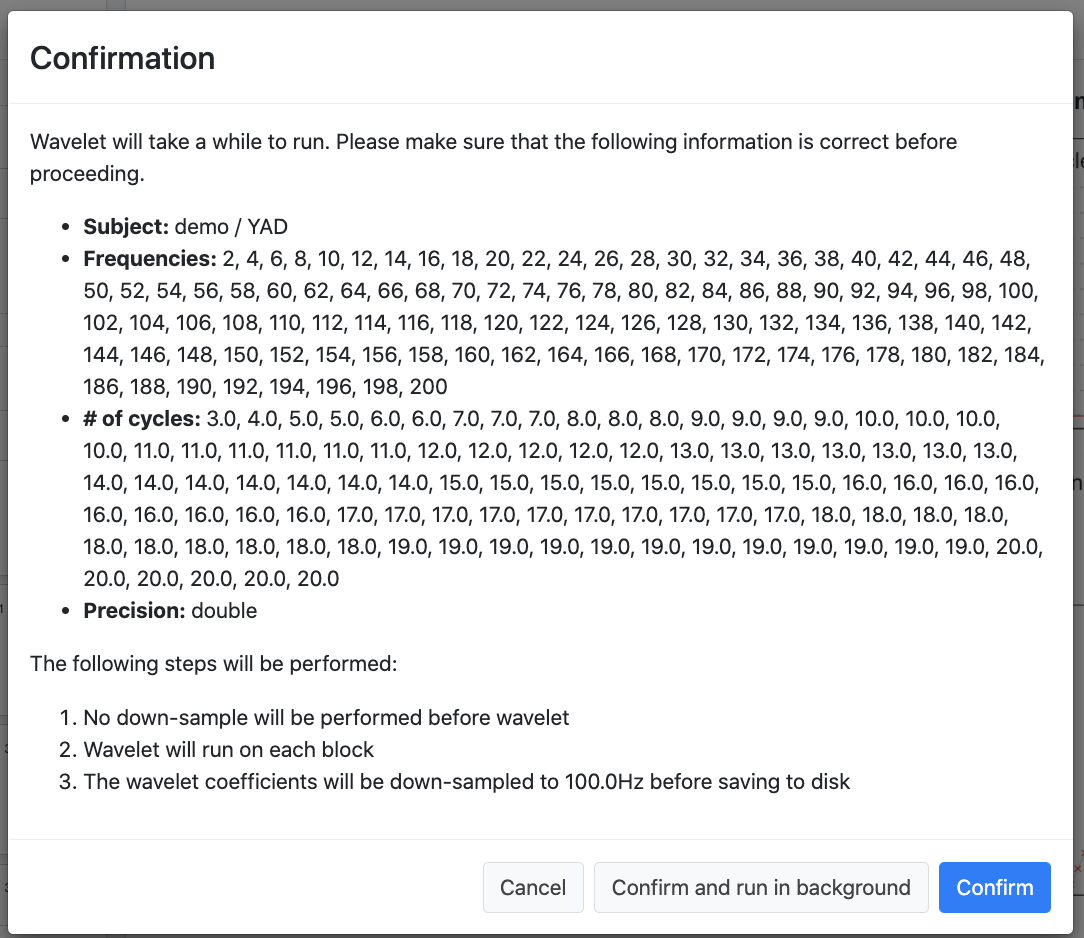 Confirmation
Wavelet will take a while to run. Please make sure that the following information is correct before
proceeding.
• Subject: demo / YAD
• Frequencies: 2, 4, 6, 8, 10, 12, 14, 16, 18, 20, 22, 24, 26, 28, 30, 32, 34, 36, 38, 40, 42, 44, 46, 48,
50, 52, 54, 56, 58, 60, 62, 64, 66, 68, 70, 72, 74, 76, 78, 80, 82, 84, 86, 88, 90, 92, 94, 96, 98, 100,
102, 104, 106, 108, 110, 112, 114, 116, 118, 120, 122, 124, 126, 128, 130, 132, 134, 136, 138, 140, 142,
144, 146, 148, 150, 152, 154, 156, 158, 160, 162, 164, 166, 168, 170, 172, 174, 176, 178, 180, 182, 184,
186, 188, 190, 192, 194, 196, 198, 200
• # of cycles: 3.0, 4.0, 5.0, 5.0, 6.0, 6.0, 7.0, 7.0, 7.0, 8.0, 8.0, 8.0, 9.0, 9.0, 9.0, 9.0, 10.0, 10.0, 10.0,
10.0, 11.0, 11.0, 11.0, 11.0, 11.0, 11.0, 12.0, 12.0, 12.0, 12.0, 12.0, 13.0, 13.0, 13.0, 13.0, 13.0, 13.0, 13.0,
14.0, 14.0, 14.0, 14.0, 14.0, 14.0, 14.0, 15.0, 15.0, 15.0, 15.0, 15.0, 15.0, 15.0, 15.0, 16.0, 16.0, 16.0, 16.0,
16.0, 16.0, 16.0, 16.0, 16.0, 17.0, 17.0, 17.0, 17.0, 17.0, 17.0, 17.0, 17.0, 17.0, 17.0, 18.0, 18.0, 18.0, 18.0,
18.0, 18.0, 18.0, 18.0, 18.0, 18.0, 19.0, 19.0, 19.0, 19.0, 19.0, 19.0, 19.0, 19.0, 19.0, 19.0, 19.0, 19.0, 20.0,
20.0, 20.0, 20.0, 20.0, 20.0
• Precision: double
The following steps will be performed:
1. No down-sample will be performed before wavelet
2. Wavelet will run on each block
3. The wavelet coefficients will be down-sampled to 100.0Hz before saving to disk
Cancel
Confirm and run in background
Confirm